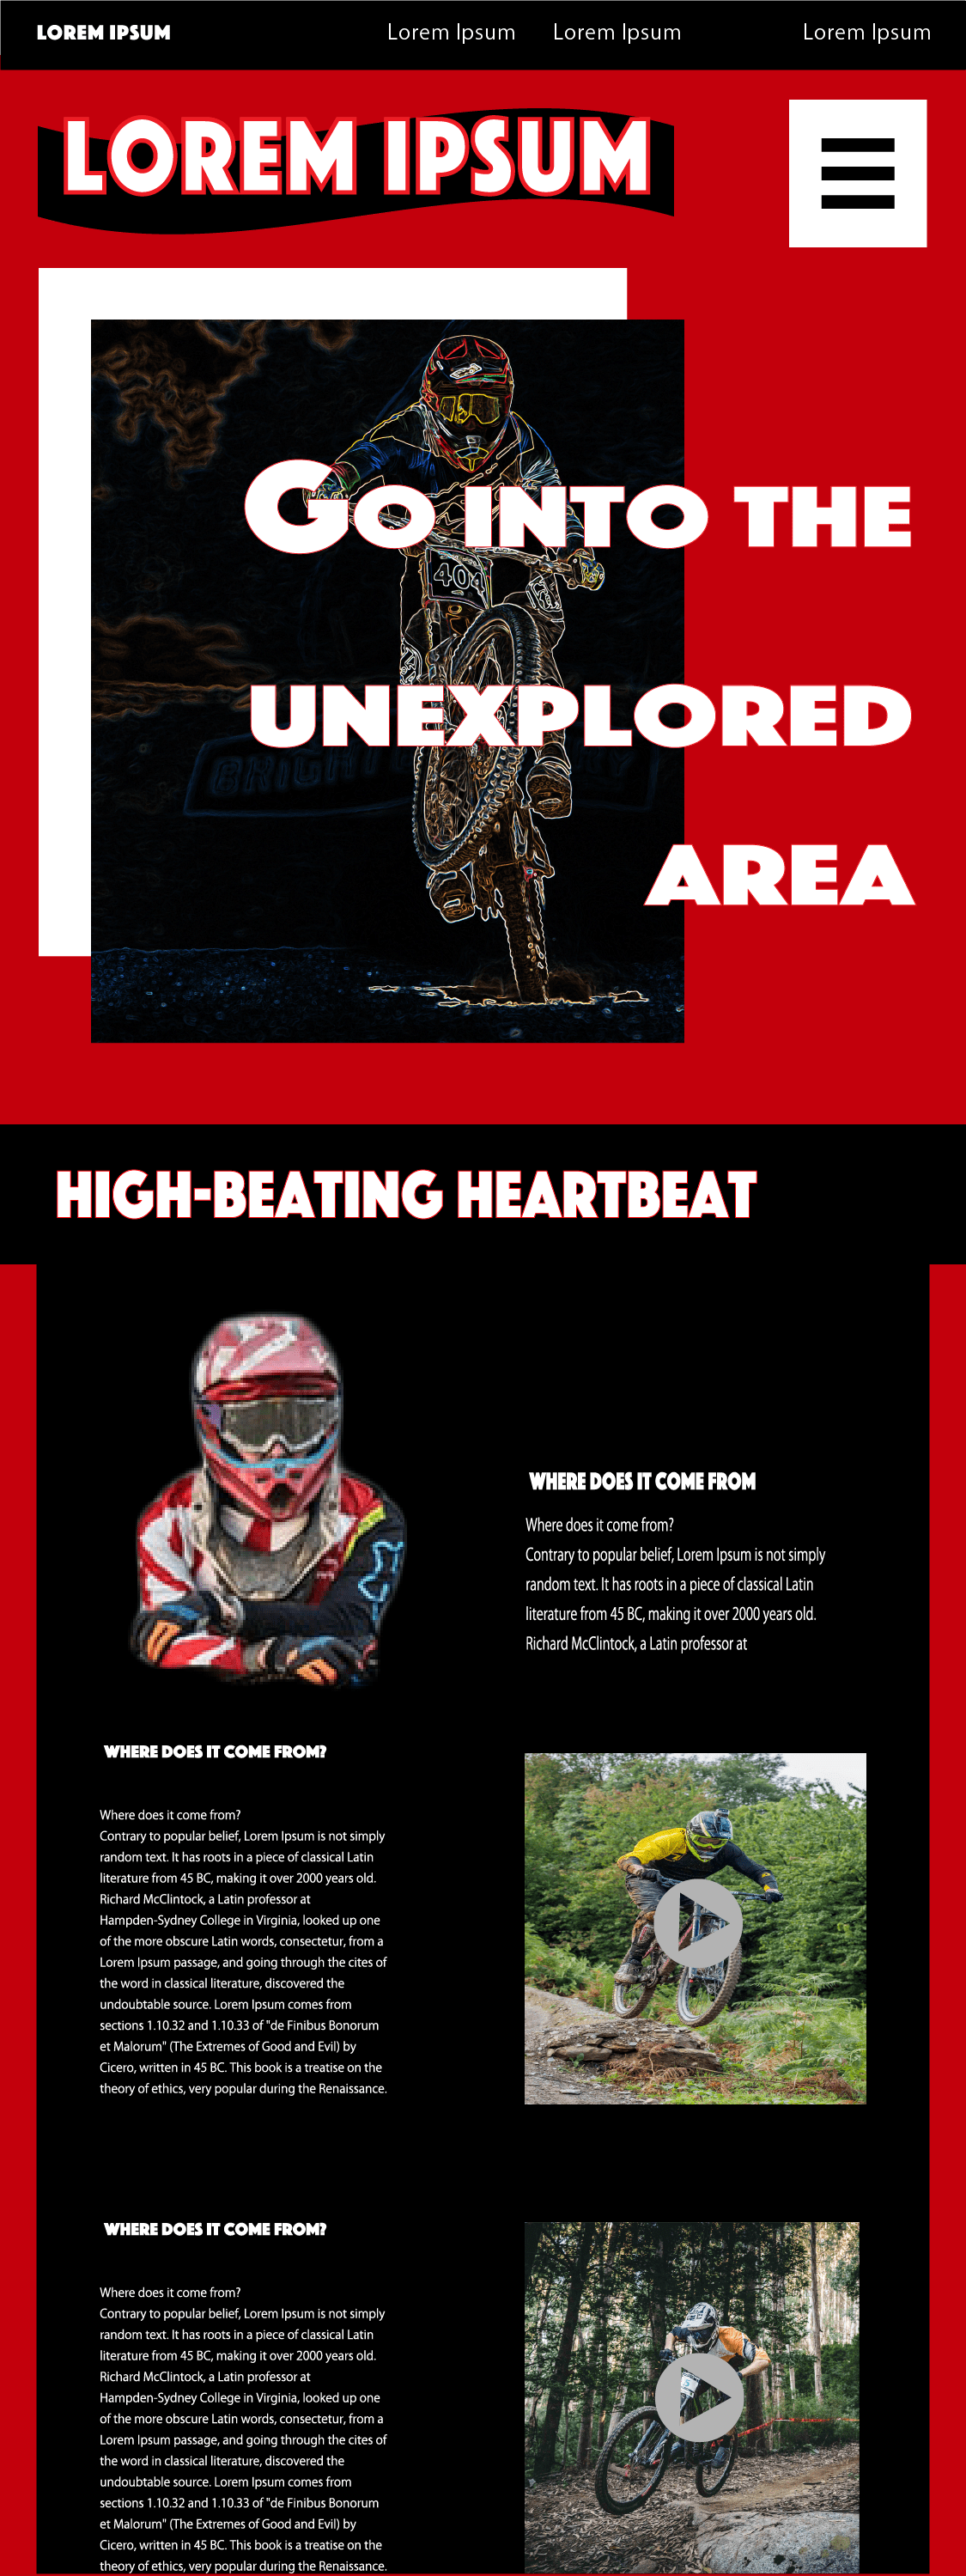 LOREM IPSUM
Lorem Ipsum
Lorem Ipsum
Lorem Ipsum
LOREM IPSUM
GO INTO THE
404
UNEXPLORED
AREA
HIGH-BEATING HEARTBEAT
WHERE DOES IT COME FROM
Where does it come from?
Contrary to popular belief, Lorem Ipsum is not simply
random text. It has roots in a piece of classical Latin
literature from 45 BC, making it over 2000 years old.
Richard McClintock, a Latin professor at
WHERE DOES IT COME FROM?
Where does it come from?
Contrary to popular belief, Lorem Ipsum is not simply
random text. It has roots in a piece of classical Latin
literature from 45 BC, making it over 2000 years old.
Richard McClintock, a Latin professor at
Hampden-Sydney College in Virginia, looked up one
of the more obscure Latin words, consectetur, from a
Lorem Ipsum passage, and going through the cites of
the word in classical literature, discovered the
undoubtable source. Lorem Ipsum comes from
sections 1.10.32 and 1.10.33 of "de Finibus Bonorum
et Malorum" (The Extremes of Good and Evil) by
Cicero, written in 45 BC. This book is a treatise on the
theory of ethics, very popular during the Renaissance.
WHERE DOES IT COME FROM?
Where does it come from?
Contrary to popular belief, Lorem Ipsum is not simply
random text. It has roots in a piece of classical Latin
literature from 45 BC, making it over 2000 years old.
Richard McClintock, a Latin professor at
Hampden-Sydney College in Virginia, looked up one
of the more obscure Latin words, consectetur, from a
Lorem Ipsum passage, and going through the cites of
the word in classical literature, discovered the
undoubtable source. Lorem Ipsum comes from
sections 1.10.32 and 1.10.33 of "de Finibus Bonorum
et Malorum" (The Extremes of Good and Evil) by
Cicero, written in 45 BC. This book is a treatise on the
theory of ethics, very popular during the Renaissance.